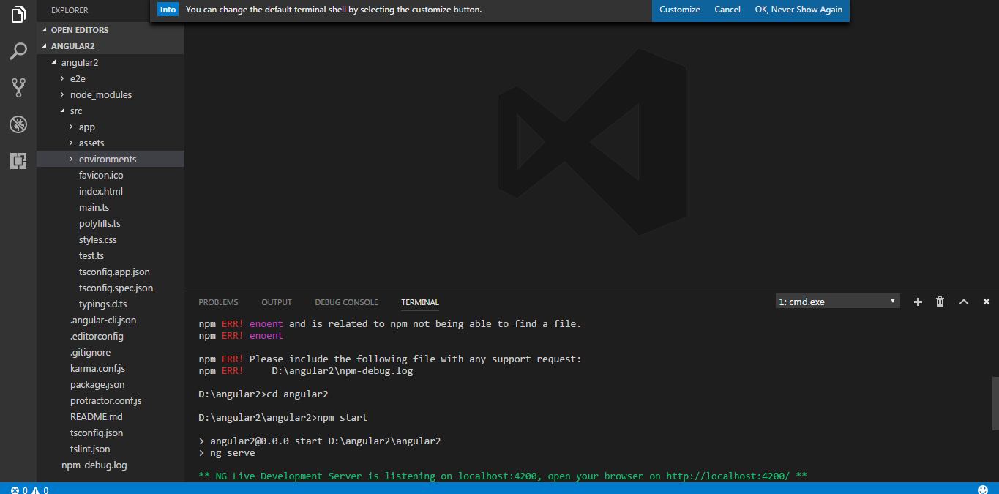 Info You can change the default terminal shell by selecting the customize button. Customize Cancel OK, Never Show Again
EXPLORER
OPEN EDITORS
ANGULAR2
angular2
e2e
node_modules
src
app
assets
environments
favicon.ico
index.html
main.ts
polyfills.ts
styles.css
test.ts
tsconfig.app.json
tsconfig.spec.json
typings.d.ts
.angular-cli.json
.editorconfig
.gitignore
karma.conf.js
package.json
protractor.conf.js
README.md
tsconfig.json
tslint.json
npm-debug.log
PROBLEMS OUTPUT DEBUG CONSOLE TERMINAL 1: cmd.exe
npm ERR! enoent and is related to npm not being able to find a file.
npm ERR! enoent
npm ERR! Please include the following file with any support request:
npm ERR! D:\angular2\npm-debug.log
D:\angular2>cd angular2
D:\angular2\angular2>npm start
> angular2@0.0.0 start D:\angular2\angular2
> ng serve
** NG Live Development Server is listening on localhost:4200, open your browser on http://localhost:4200/ **
0 0